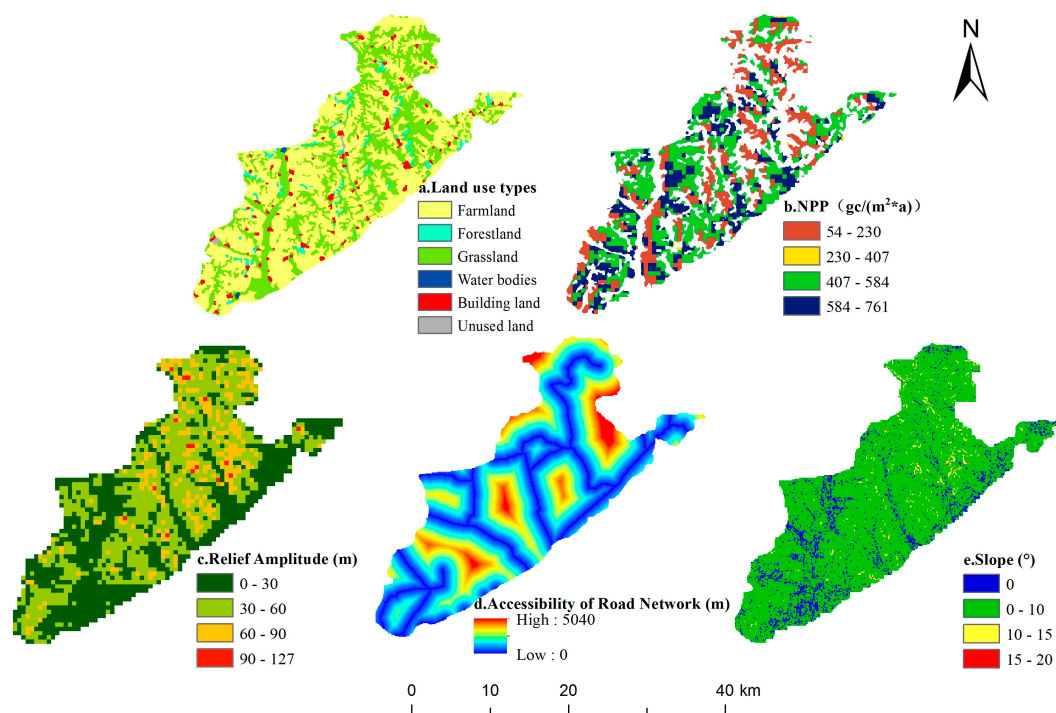 N
a.Land use types
Farmland
Forestland
Grassland
Water bodies
Building land
Unused land
b.NPP（gc/(m²*a)
54 - 230
230 - 407
407 - 584
584 - 761
c.Relief Amplitude (m)
0 - 30
30 - 60
60 - 90
90 - 127
d.Accessibility of Road Network (m)
High : 5040
Low : 0
e.Slope (°)
0
0 - 10
10 - 15
15 - 20
0 10 20 40 km